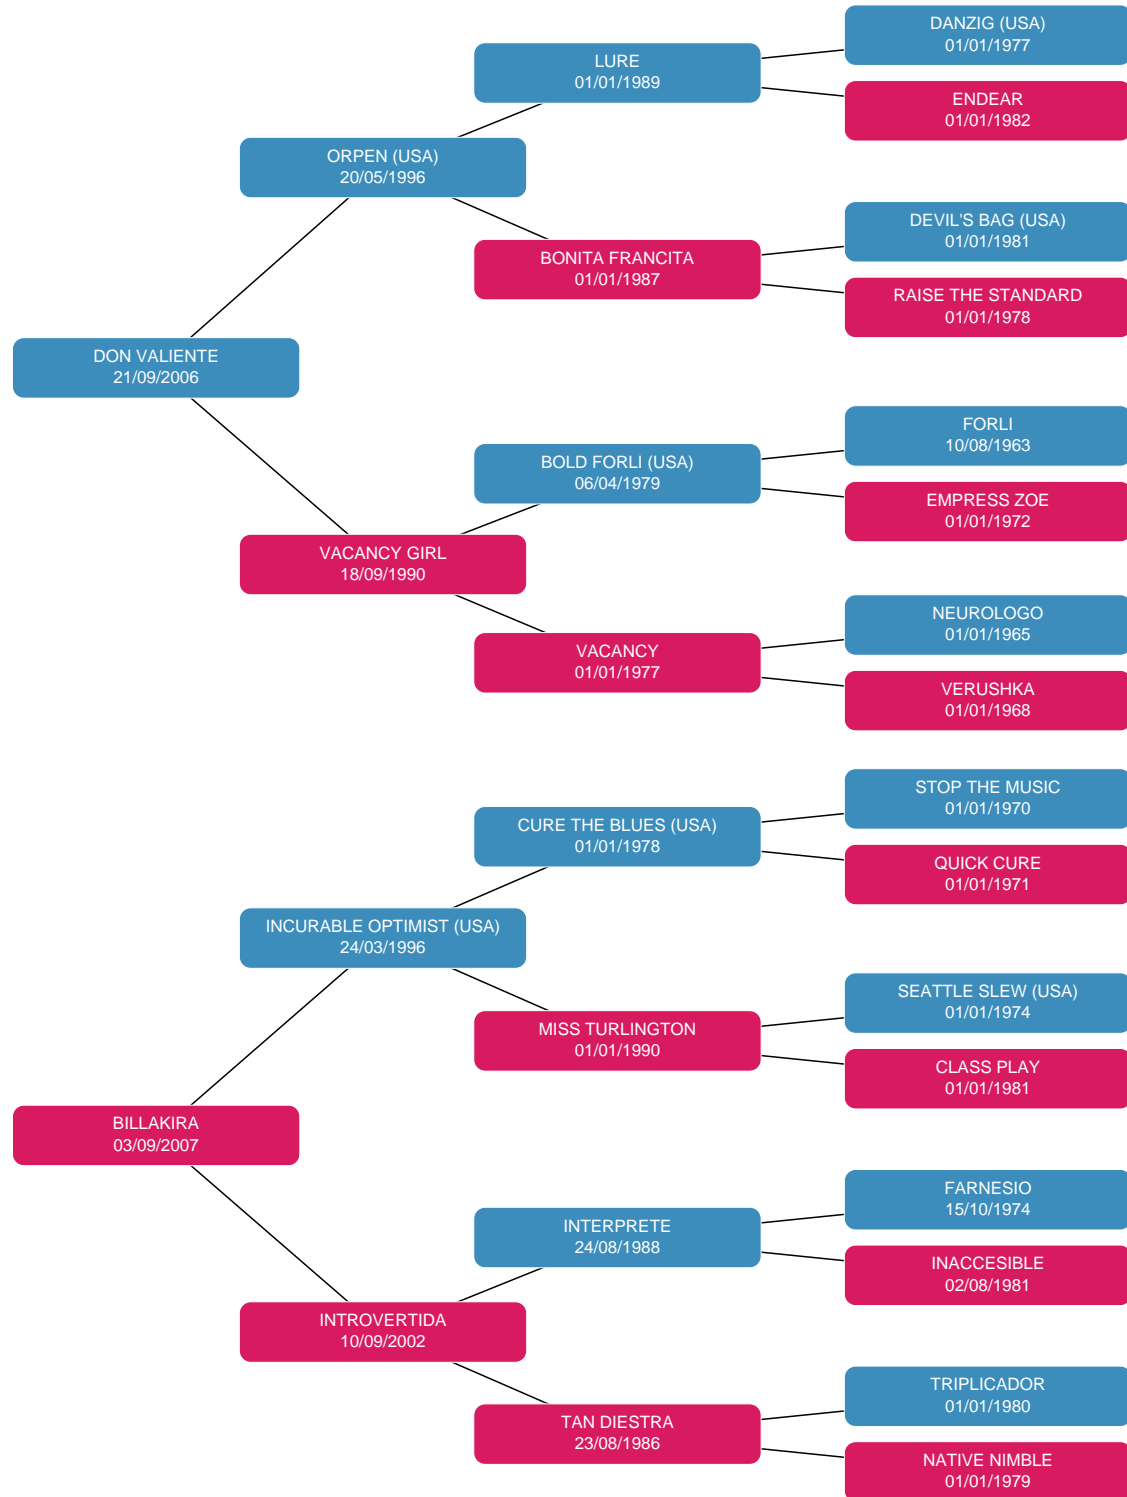 DANZIG (USA)
01/01/1977
LURE
01/01/1989
ENDEAR
01/01/1982
ORPEN (USA)
20/05/1996
DEVIL'S BAG (USA)
01/01/1981
BONITA FRANCITA
01/01/1987
RAISE THE STANDARD
01/01/1978
DON VALIENTE
21/09/2006
FORLI
10/08/1963
BOLD FORLI (USA)
06/04/1979
EMPRESS ZOE
01/01/1972
VACANCY GIRL
18/09/1990
NEUROLOGO
01/01/1965
VACANCY
01/01/1977
VERUSHKA
01/01/1968
STOP THE MUSIC
01/01/1970
CURE THE BLUES (USA)
01/01/1978
QUICK CURE
01/01/1971
INCURABLE OPTIMIST (USA)
24/03/1996
SEATTLE SLEW (USA)
01/01/1974
MISS TURLINGTON
01/01/1990
CLASS PLAY
01/01/1981
BILLAKIRA
03/09/2007
FARNESIO
15/10/1974
INTERPRETE
24/08/1988
INACCESIBLE
02/08/1981
INTROVERTIDA
10/09/2002
TRIPLICADOR
01/01/1980
TAN DIESTRA
23/08/1986
NATIVE NIMBLE
01/01/1979